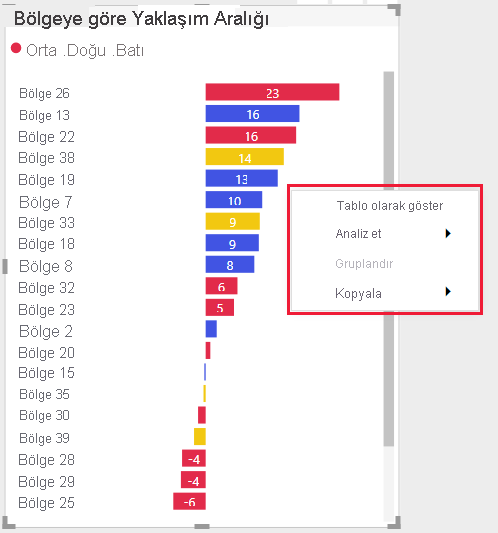 Bölgeye göre Yaklaşım Aralığı
Orta .Doğu .Batı
Bölge 26 23
Bölge 13 16
Bölge 22 16
Bölge 38 14
Bölge 19 13
Bölge 7 10
Bölge 33 9
Bölge 18 9
Bölge 8 8
Bölge 32 6
Bölge 23 5
Bölge 2
Bölge 20
Bölge 15
Bölge 35
Bölge 30
Bölge 39
Bölge 28 -4
Bölge 29 -4
Bölge 25 -6
Tablo olarak göster
Analiz et
Gruplandır
Kopyala